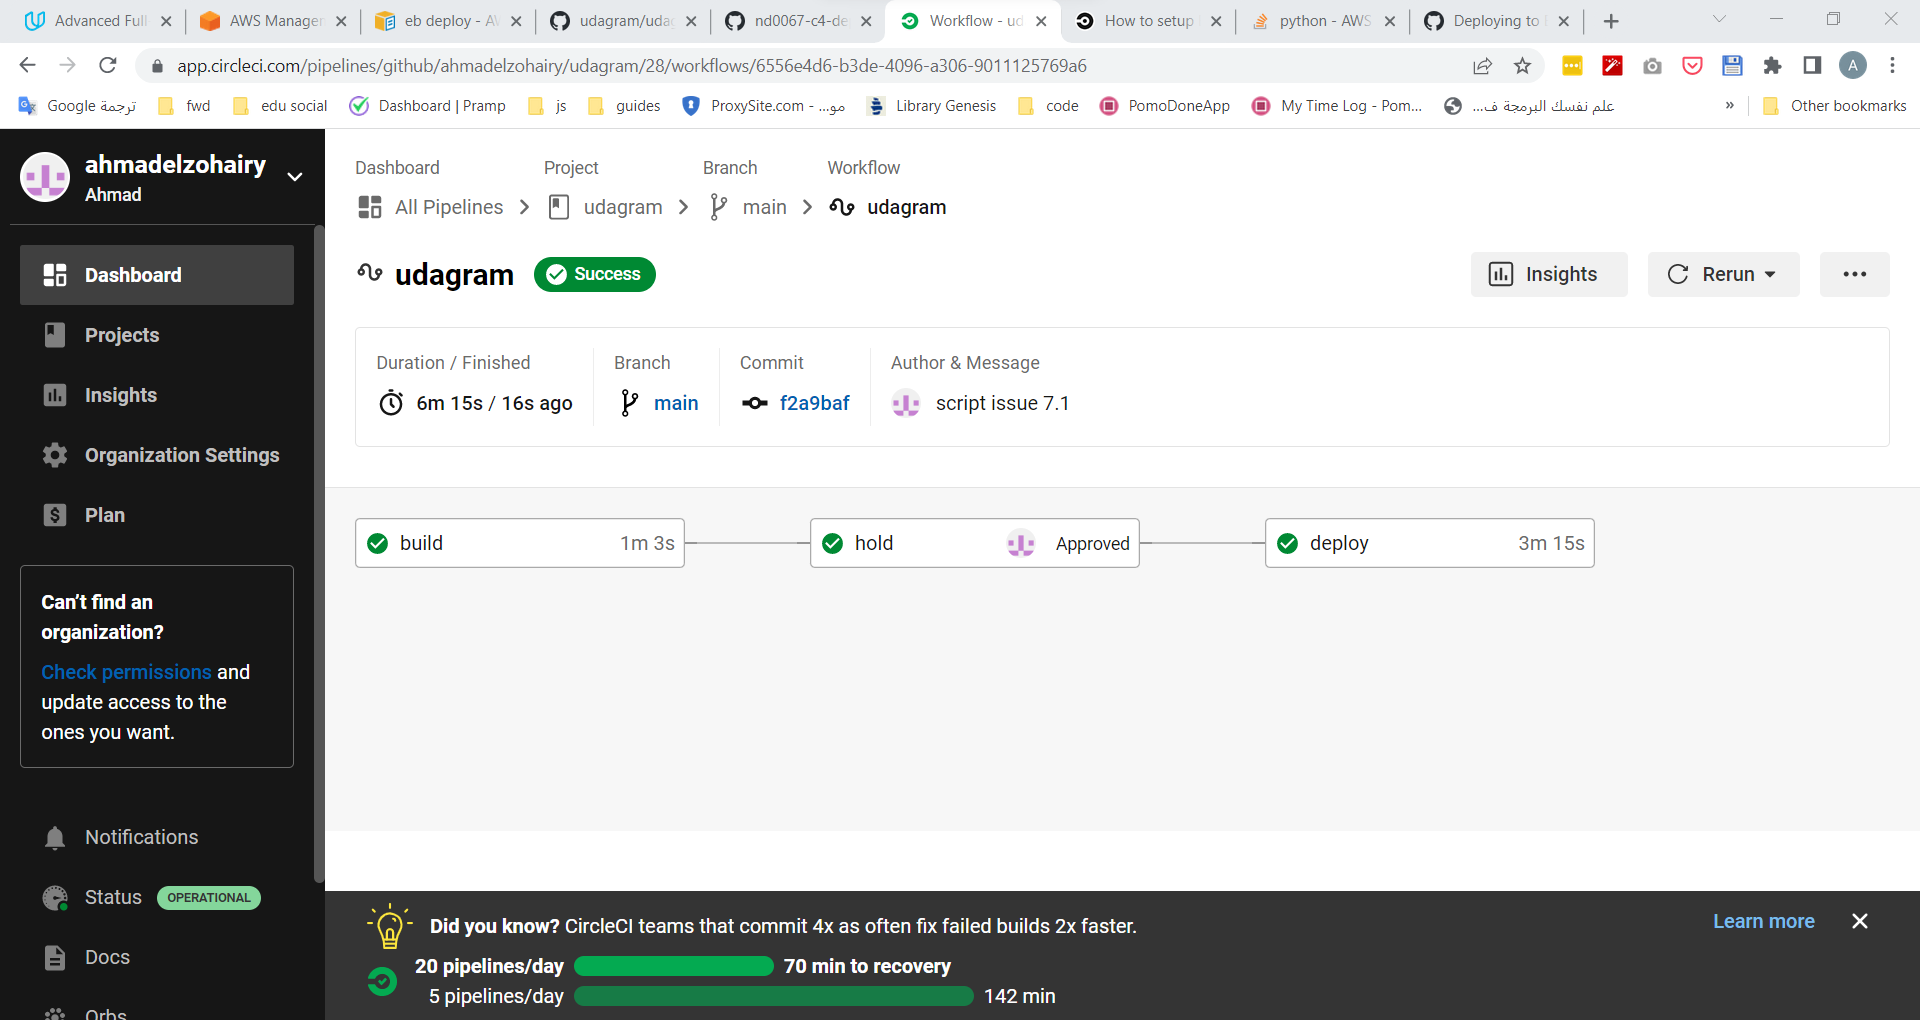 Advanced Full
AWS Manager
eb deploy - AV
udagram/udag
nd0067-c4-de
Workflow - ud
How to setup
python - AWS
Deploying to
app.circleci.com/pipelines/github/ahmadelzohairy/udagram/28/workflows/6556e4d6-b3de-4096-a306-9011125769a6
A
ترجمة Google
fwd
edu social
Dashboard | Pramp
js
guides
ProxySite.com - ...مو
Library Genesis
code
PomoDoneApp
My Time Log - Pom...
علم نفسك البرمجة ف...
»
Other bookmarks
ahmadelzohairy
Ahmad
Dashboard
Projects
Insights
Organization Settings
Plan
Can't find an
organization?
Check permissions and
update access to the
ones you want.
Notifications
Status OPERATIONAL
Docs
Orbs
Dashboard Project Branch Workflow
All Pipelines > udagram > main > udagram
udagram Success
Insights
Rerun
Duration / Finished
6m 15s / 16s ago
Branch
main
Commit
f2a9baf
Author & Message
script issue 7.1
build 1m 3s
hold Approved
deploy 3m 15s
Did you know? CircleCI teams that commit 4x as often fix failed builds 2x faster.
Learn more
20 pipelines/day 70 min to recovery
5 pipelines/day 142 min